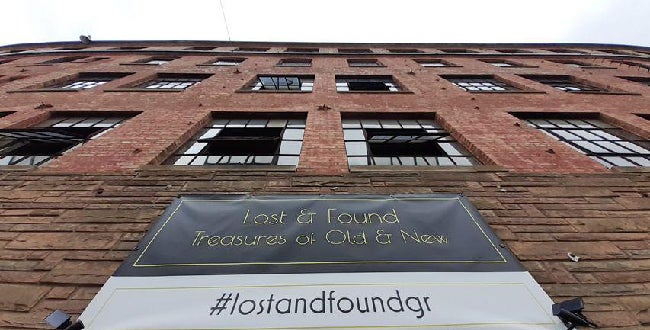 Lost & Found
Treasures of Old & New
#lostandfoundgr